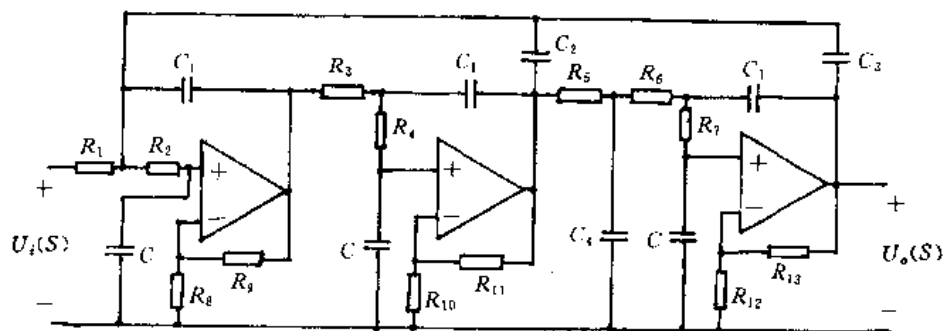 C₂
C₁ R₃ C₁ R₅ R₆ C₁ C₃
R₄ R₇
R₁ R₂
+ + + + + +
− − −
Uᵢ(S) C C C₄ C Uₒ(S)
R₉ R₁₁ R₁₃
R₈ R₁₀ R₁₂
− −